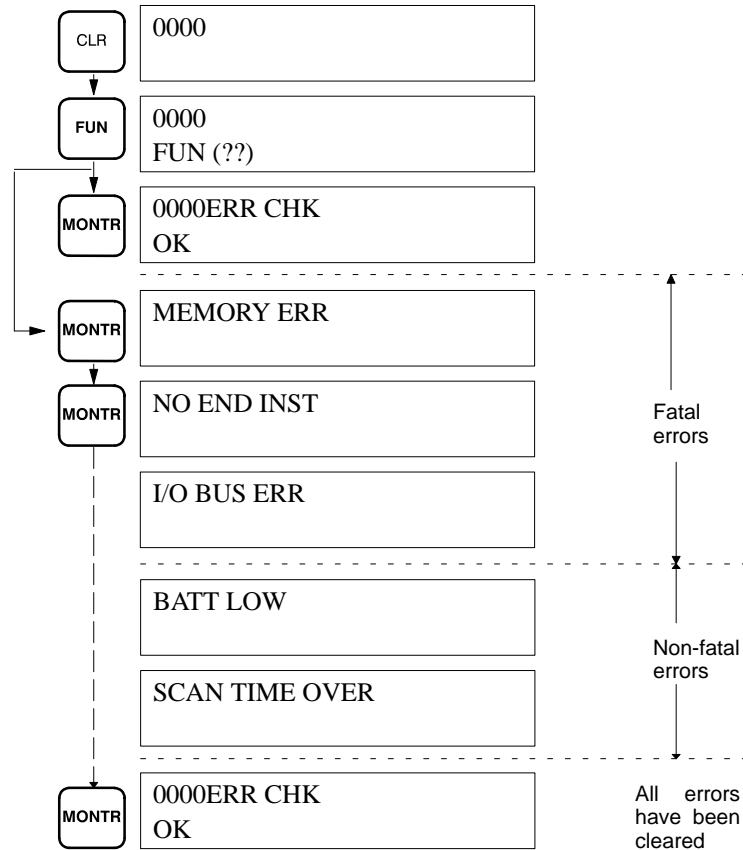 CLR
0000
FUN
0000
FUN (??)
MONTR
0000ERR CHK
OK
MONTR
MEMORY ERR
MONTR
NO END INST
Fatal
errors
I/O BUS ERR
BATT LOW
Non-fatal
errors
SCAN TIME OVER
MONTR
0000ERR CHK
OK
All errors
have been
cleared